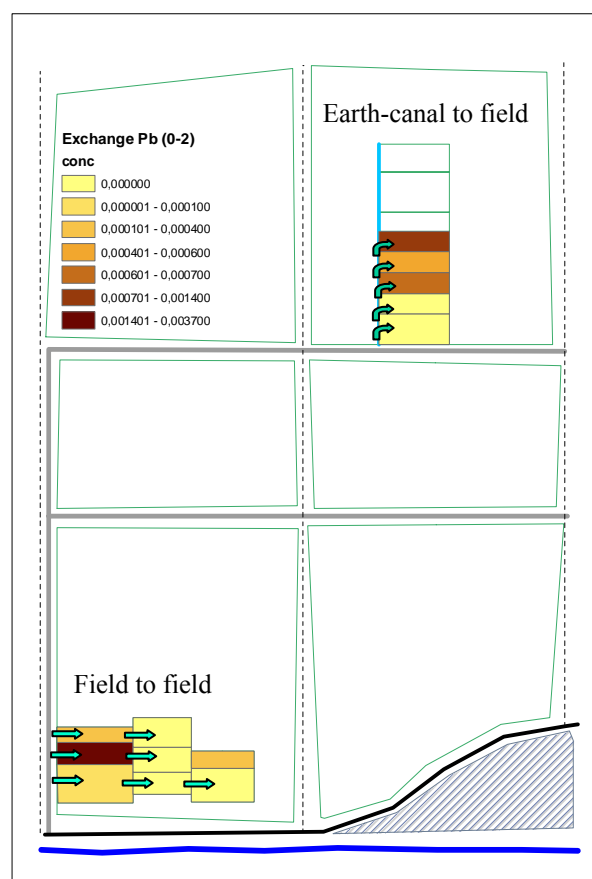 Earth-canal to field
Exchange Pb (0-2)
conc
0,000000
0,000001 - 0,000100
0,000101 - 0,000400
0,000401 - 0,000600
0,000601 - 0,000700
0,000701 - 0,001400
0,001401 - 0,003700
Field to field